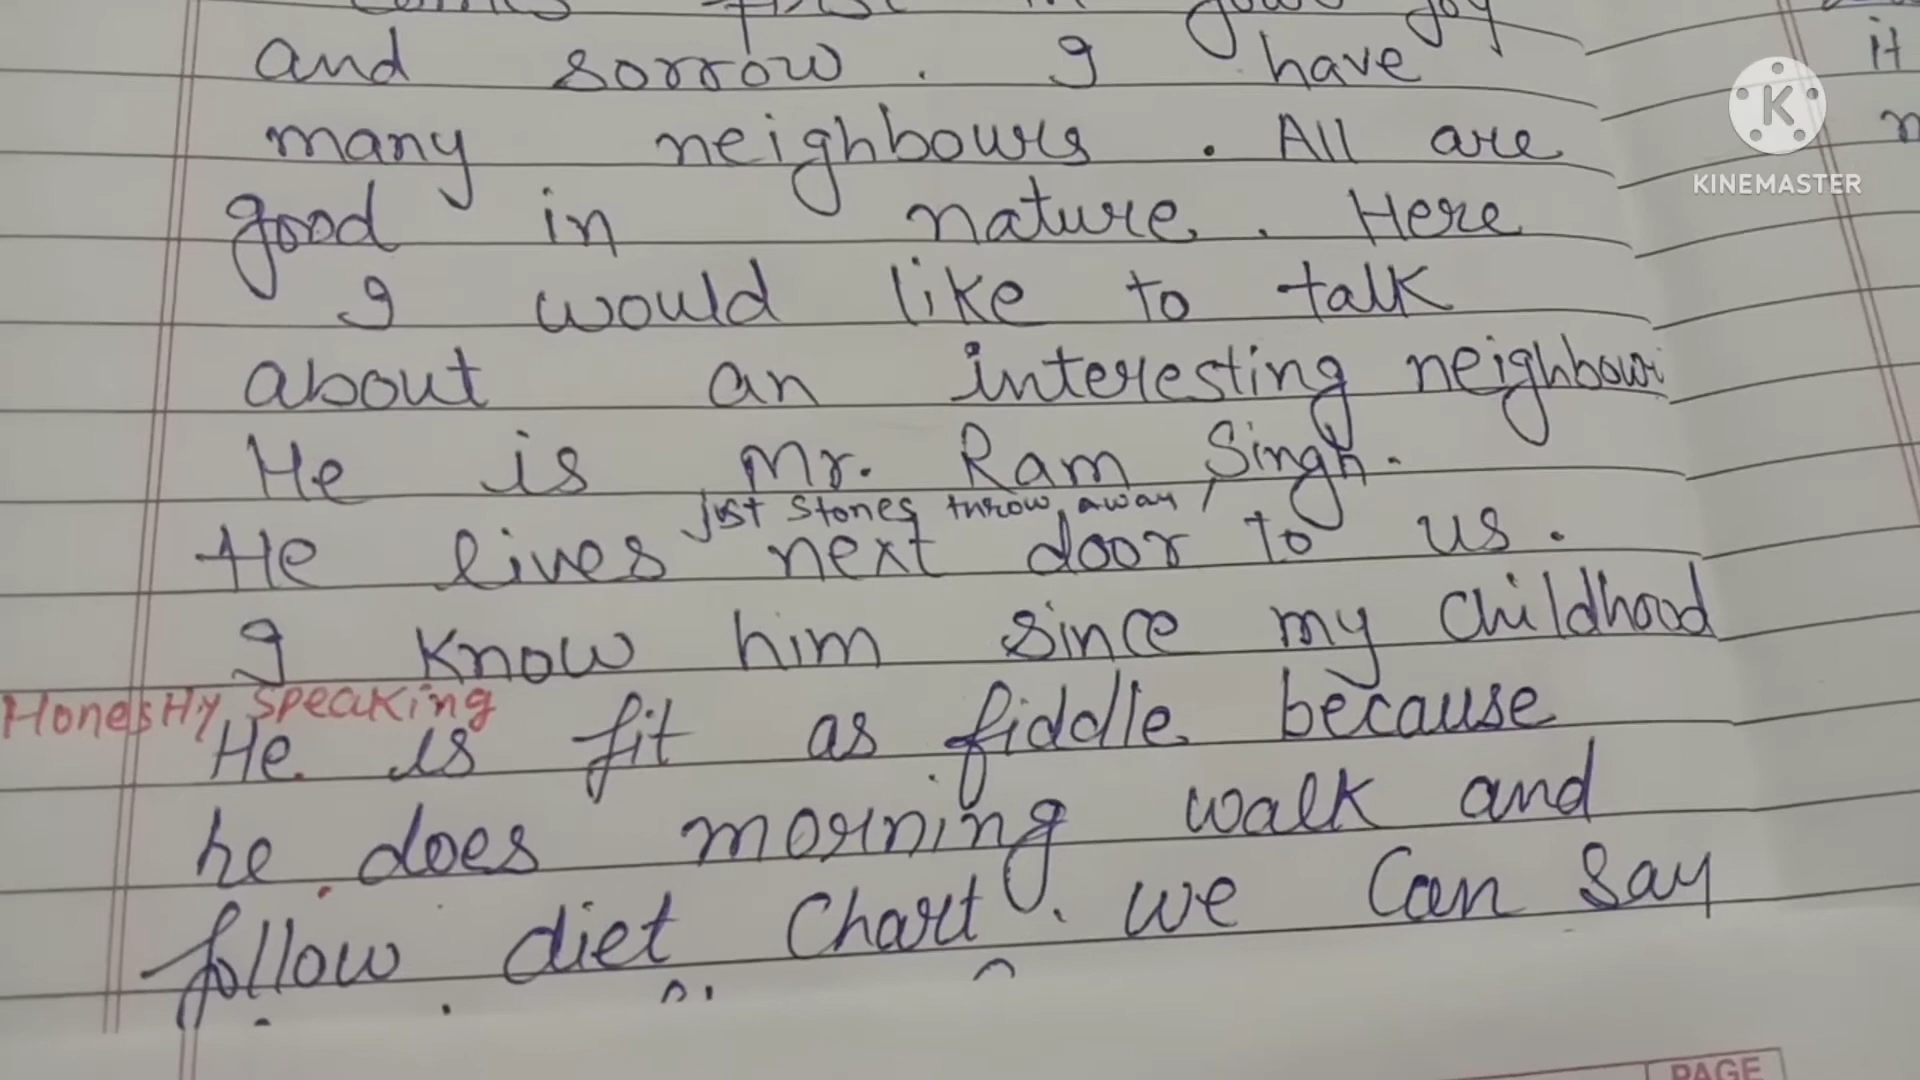 and sorrow. I have
many neighbours. All are
good in nature. Here
I would like to talk
about an interesting neighbour
He is Mr. Ram Singh.
just stones throw away,
He lives next door to us.
I know him since my childhood
Honestly speaking
He is fit as fiddle because
he does morning walk and
follow diet chart. we can say
it
K
KINEMASTER
PAGE